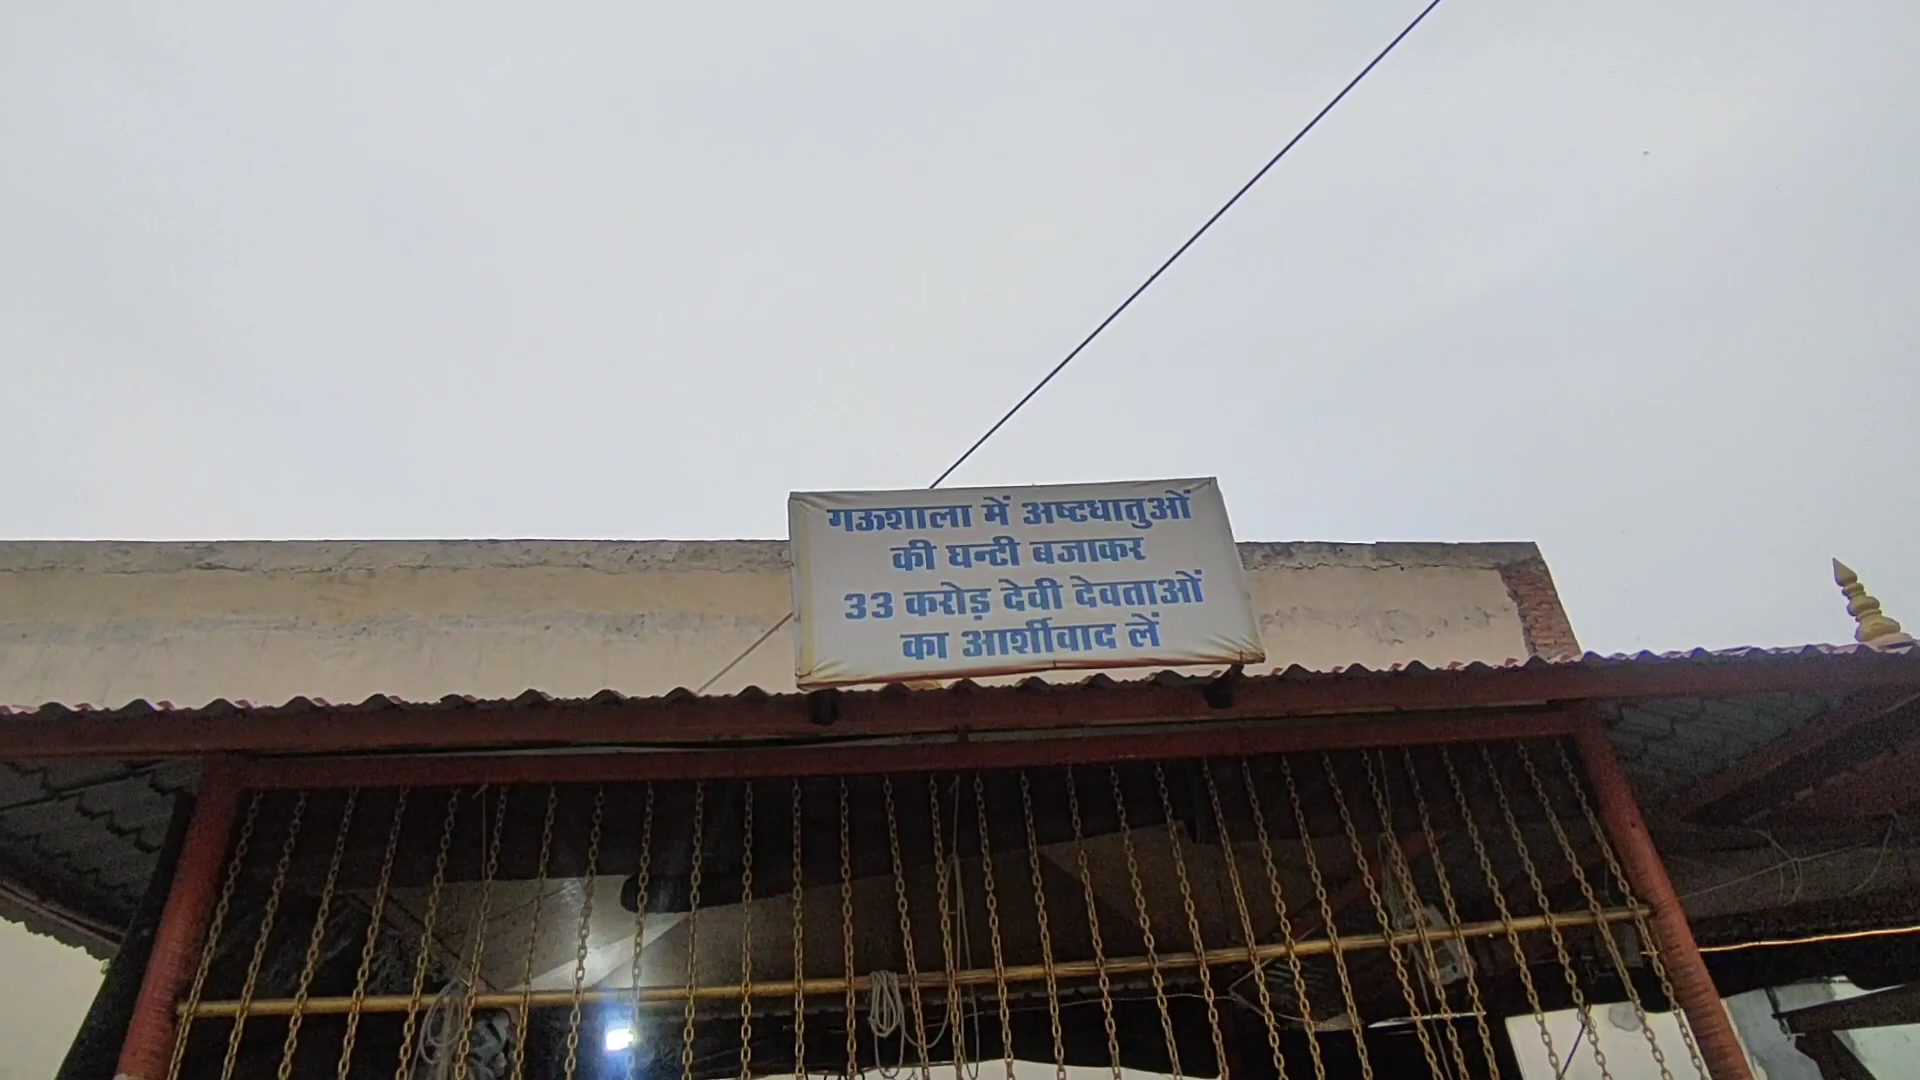 गऊशाला में अष्टधातुओं
की घन्टी बजाकर
33 करोड़ देवी देवताओं
का आर्शीवाद लें